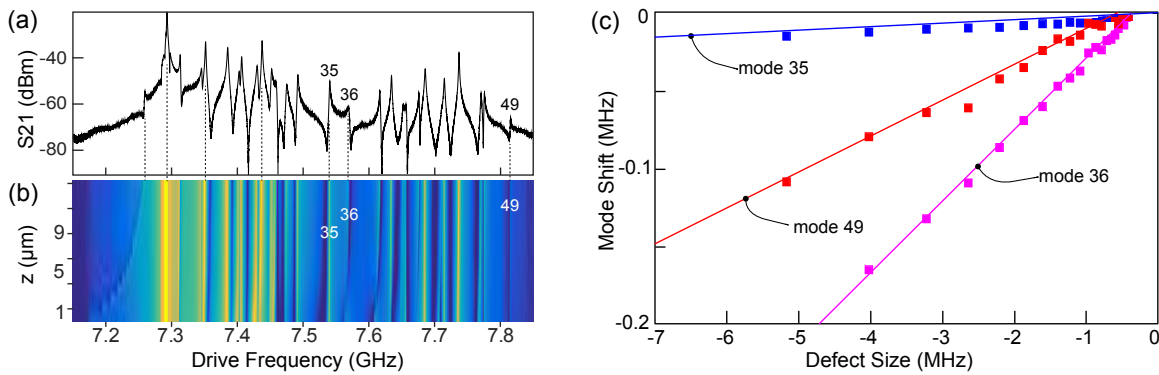 (a)
S21 (dBm)
-40
-60
-80
35
36
49
(b)
z (μm)
9
5
1
35
36
49
7.2
7.3
7.4
7.5
7.6
7.7
7.8
Drive Frequency (GHz)
(c)
Mode Shift (MHz)
0
-0.1
-0.2
mode 35
mode 36
mode 49
-7
-6
-5
-4
-3
-2
-1
0
Defect Size (MHz)